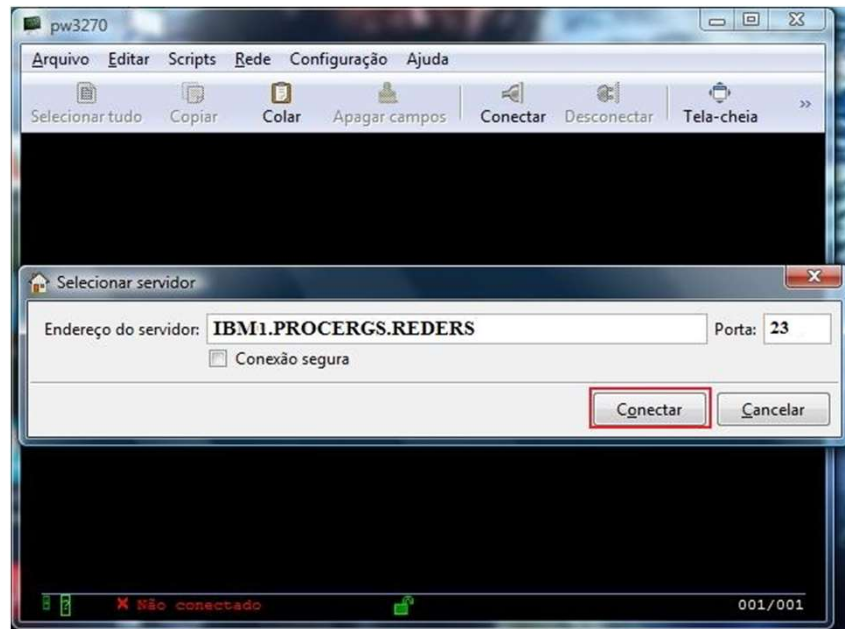 pw3270
Arquivo Editar Scripts Rede Configuração Ajuda
Selecionar tudo Copiar Colar Apagar campos Conectar Desconectar Tela-cheia »
Selecionar servidor
Endereço do servidor: IBM1.PROCERGS.REDERS Porta: 23
Conexão segura
Conectar Cancelar
? X Não conectado 001/001